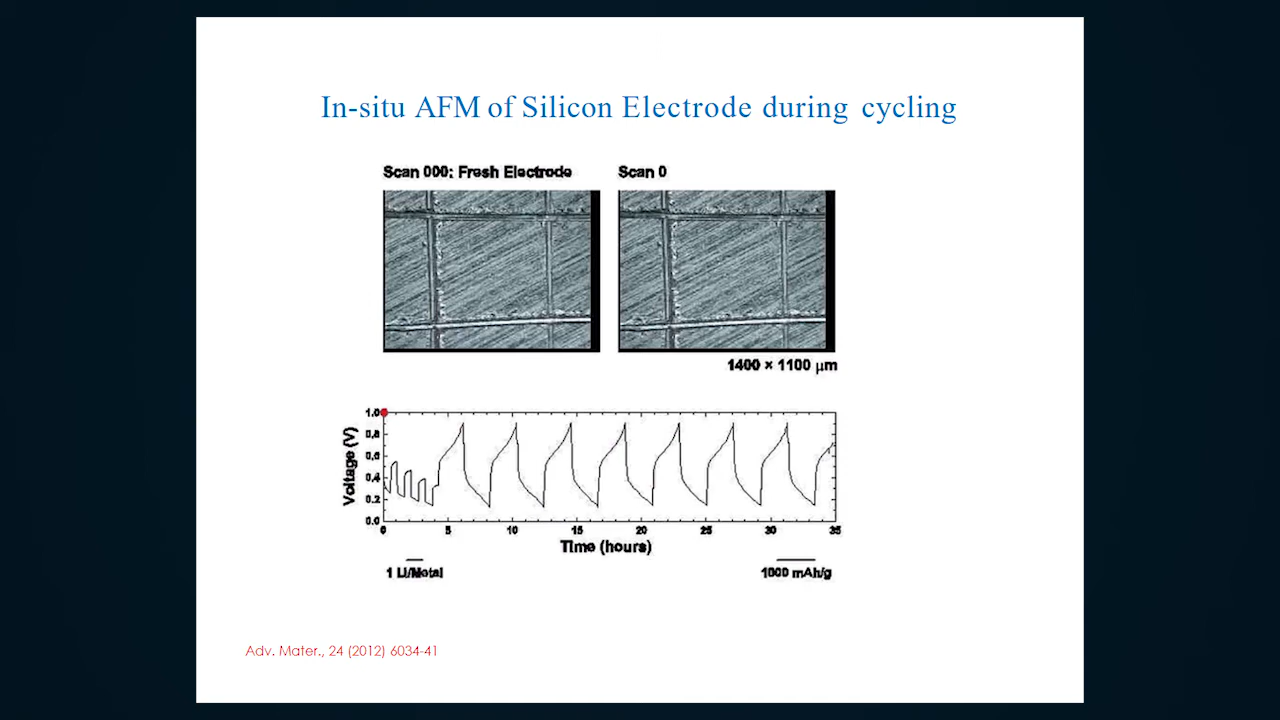 In-situ AFM of Silicon Electrode during cycling
Scan 000: Fresh Electrode
Scan 0
1400 × 1100 μm
Voltage (V)
1.0
0.8
0.6
0.4
0.2
0.0
0 5 10 15 20 25 30 35
Time (hours)
1 Li/Metal
1000 mAh/g
Adv. Mater., 24 (2012) 6034-41